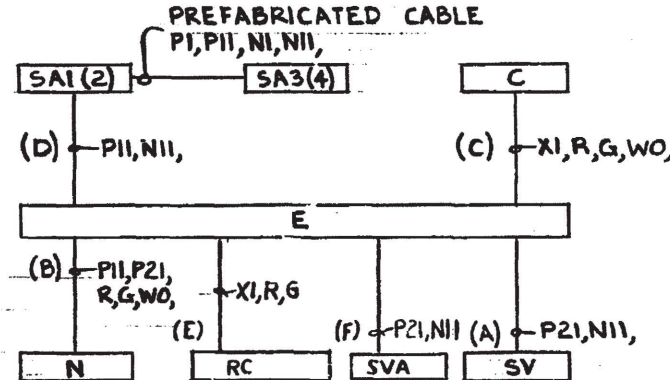 PREFABRICATED CABLE
P1,P11,N1,N11,
SA1(2)
SA3(4)
C
(D)
P11,N11,
(C)
X1,R,G,WO,
E
(B)
P11,P21,
R,G,WO,
X1,R,G
(E)
(F)
P21,N11
(A)
P21,N11,
N
RC
SVA
SV